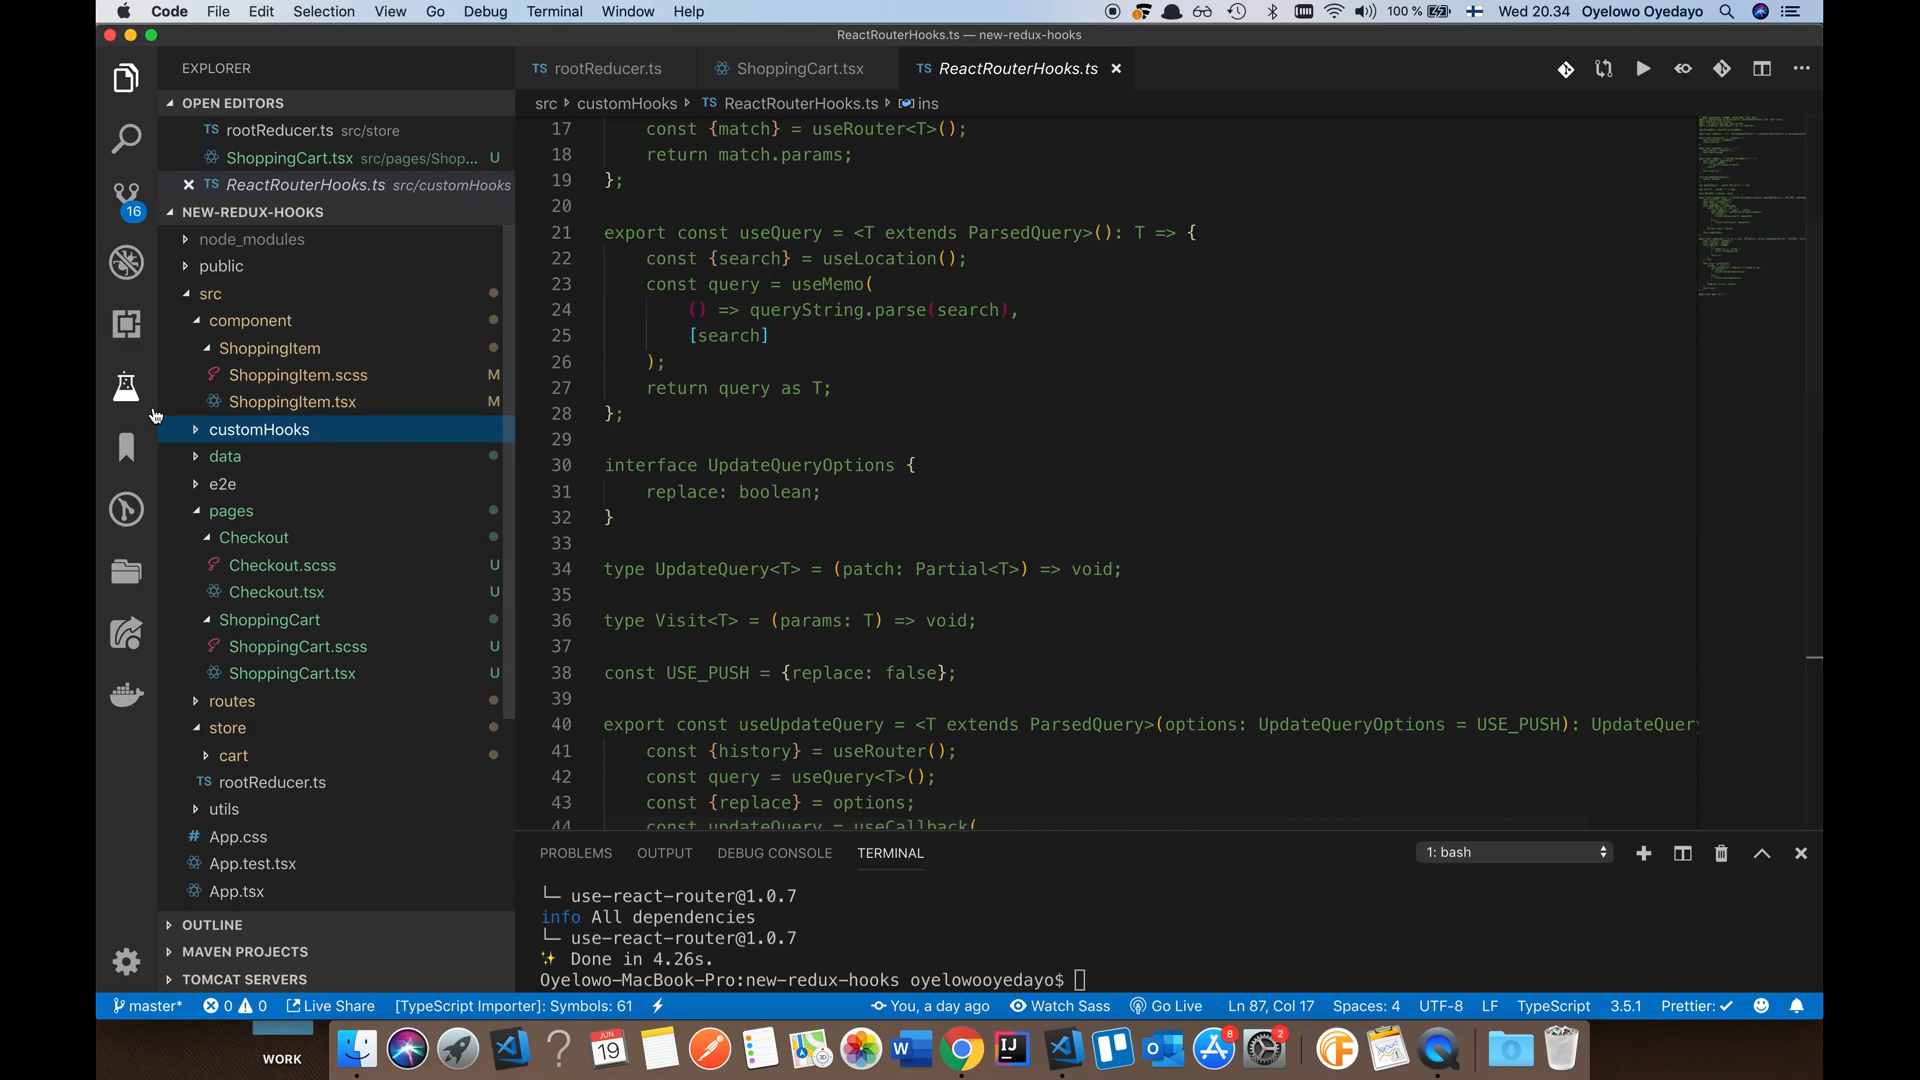 Code File Edit Selection View Go Debug Terminal Window Help 100 % Wed 20.34 Oyelowo Oyedayo
ReactRouterHooks.ts — new-redux-hooks
EXPLORER
TS rootReducer.ts ShoppingCart.tsx TS ReactRouterHooks.ts
src customHooks TS ReactRouterHooks.ts ins
OPEN EDITORS
TS rootReducer.ts src/store
ShoppingCart.tsx src/pages/Shop... U
TS ReactRouterHooks.ts src/customHooks
16
NEW-REDUX-HOOKS
node_modules
public
src
component
ShoppingItem
ShoppingItem.scss M
ShoppingItem.tsx M
customHooks
data
e2e
pages
Checkout
Checkout.scss U
Checkout.tsx U
ShoppingCart
ShoppingCart.scss U
ShoppingCart.tsx U
routes
store
cart
TS rootReducer.ts
utils
# App.css
App.test.tsx
App.tsx
OUTLINE
MAVEN PROJECTS
TOMCAT SERVERS
17 const {match} = useRouter<T>();
18 return match.params;
19 };
20
21 export const useQuery = <T extends ParsedQuery>(): T => {
22 const {search} = useLocation();
23 const query = useMemo(
24 () => queryString.parse(search),
25 [search]
26 );
27 return query as T;
28 };
29
30 interface UpdateQueryOptions {
31 replace: boolean;
32 }
33
34 type UpdateQuery<T> = (patch: Partial<T>) => void;
35
36 type Visit<T> = (params: T) => void;
37
38 const USE_PUSH = {replace: false};
39
40 export const useUpdateQuery = <T extends ParsedQuery>(options: UpdateQueryOptions = USE_PUSH): UpdateQuery
41 const {history} = useRouter();
42 const query = useQuery<T>();
43 const {replace} = options;
44 const updateQuery = useCallback(
PROBLEMS OUTPUT DEBUG CONSOLE TERMINAL 1: bash
└─ use-react-router@1.0.7
info All dependencies
└─ use-react-router@1.0.7
✨ Done in 4.26s.
Oyelowo-MacBook-Pro:new-redux-hooks oyelowooyedayo$
master* 0 0 Live Share [TypeScript Importer]: Symbols: 61 You, a day ago Watch Sass Go Live Ln 87, Col 17 Spaces: 4 UTF-8 LF TypeScript 3.5.1 Prettier: ✓
WORK
JUN
19
W
IJ
8
2